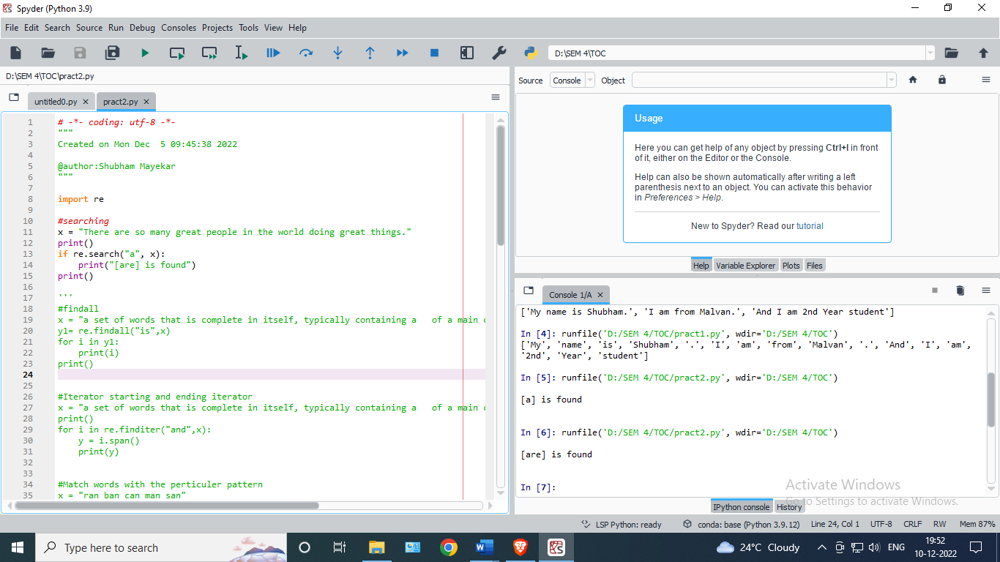 Spyder (Python 3.9)
File Edit Search Source Run Debug Consoles Projects Tools View Help
D:\SEM 4\TOC
D:\SEM 4\TOC\pract2.py
untitled0.py
pract2.py
1 # -*- coding: utf-8 -*-
2 """
3 Created on Mon Dec  5 09:45:38 2022
4
5 @author:Shubham Mayekar
6 """
7
8 import re
9
10 #searching
11 x = "There are so many great people in the world doing great things."
12 print()
13 if re.search("a", x):
14     print("[are] is found")
15 print()
16
17 '''
18 #findall
19 x = "a set of words that is complete in itself, typically containing a   of a main
20 y1= re.findall("is",x)
21 for i in y1:
22     print(i)
23 print()
24
25
26 #Iterator starting and ending iterator
27 x = "a set of words that is complete in itself, typically containing a   of a main
28 print()
29 for i in re.finditer("and",x):
30     y = i.span()
31     print(y)
32
33
34 #Match words with the perticuler pattern
35 x = "ran ban can man san"
Source Console Object
Usage
Here you can get help of any object by pressing Ctrl+I in front
of it, either on the Editor or the Console.
Help can also be shown automatically after writing a left
parenthesis next to an object. You can activate this behavior
in Preferences > Help.
New to Spyder? Read our tutorial
Help Variable Explorer Plots Files
Console 1/A
['My name is Shubham.', 'I am from Malvan.', 'And I am 2nd Year student']
In [4]: runfile('D:/SEM 4/TOC/pract1.py', wdir='D:/SEM 4/TOC')
['My', 'name', 'is', 'Shubham', '.', 'I', 'am', 'from', 'Malvan', '.', 'And', 'I', 'am',
'2nd', 'Year', 'student']
In [5]: runfile('D:/SEM 4/TOC/pract2.py', wdir='D:/SEM 4/TOC')
[a] is found
In [6]: runfile('D:/SEM 4/TOC/pract2.py', wdir='D:/SEM 4/TOC')
[are] is found
In [7]:
Activate Windows
Go to Settings to activate Windows.
IPython console History
LSP Python: ready conda: base (Python 3.9.12) Line 24, Col 1 UTF-8 CRLF RW Mem 87%
Type here to search
24°C Cloudy
ENG
19:52
10-12-2022